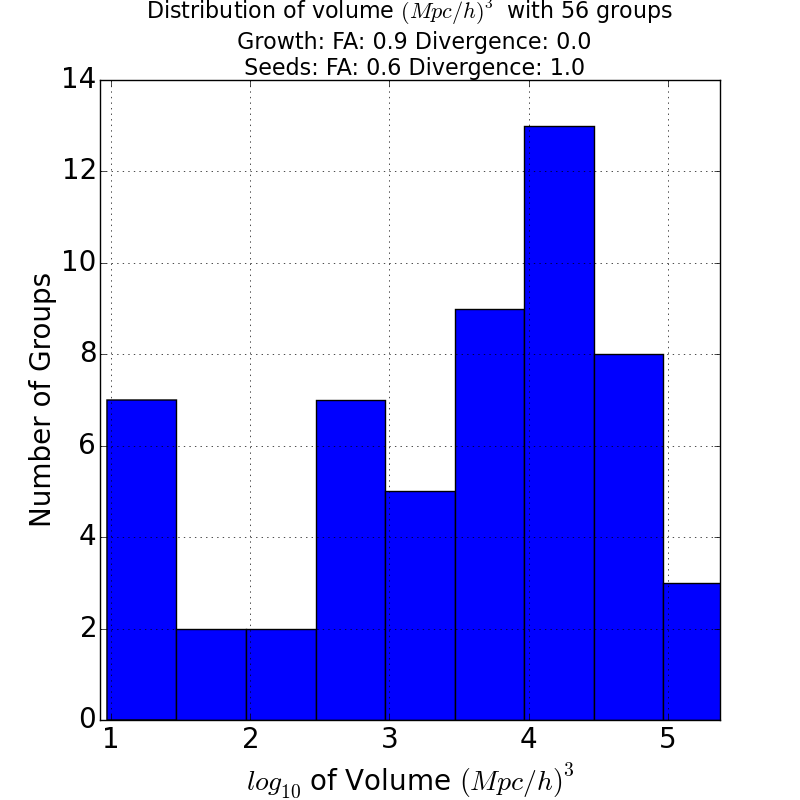 Distribution of volume (Mpc/h)³ with 56 groups
Growth: FA: 0.9 Divergence: 0.0
Seeds: FA: 0.6 Divergence: 1.0
14
12
10
8
6
4
2
0
Number of Groups
1 2 3 4 5
log₁₀ of Volume (Mpc/h)³